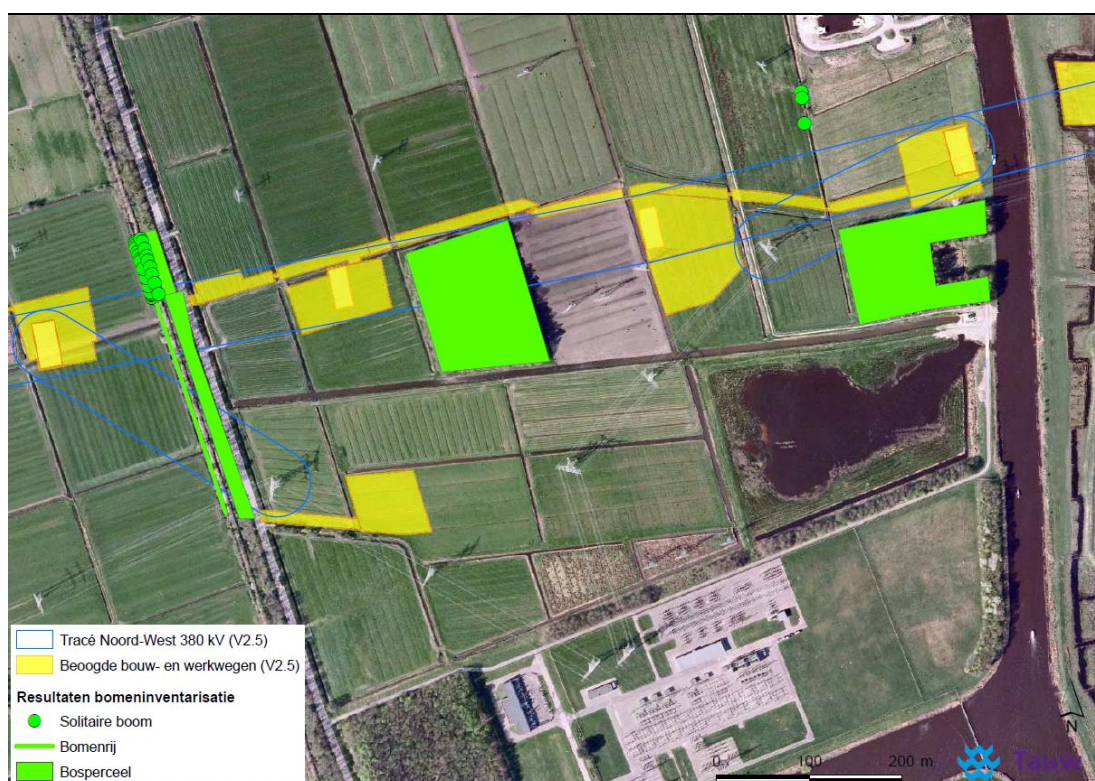 Tracé Noord-West 380 kV (V2.5)
Beoogde bouw- en werkwegen (V2.5)
Resultaten bomeninventarisatie
Solitaire boom
Bomenrij
Bosperceel
N
0 100 200 m
Tauw